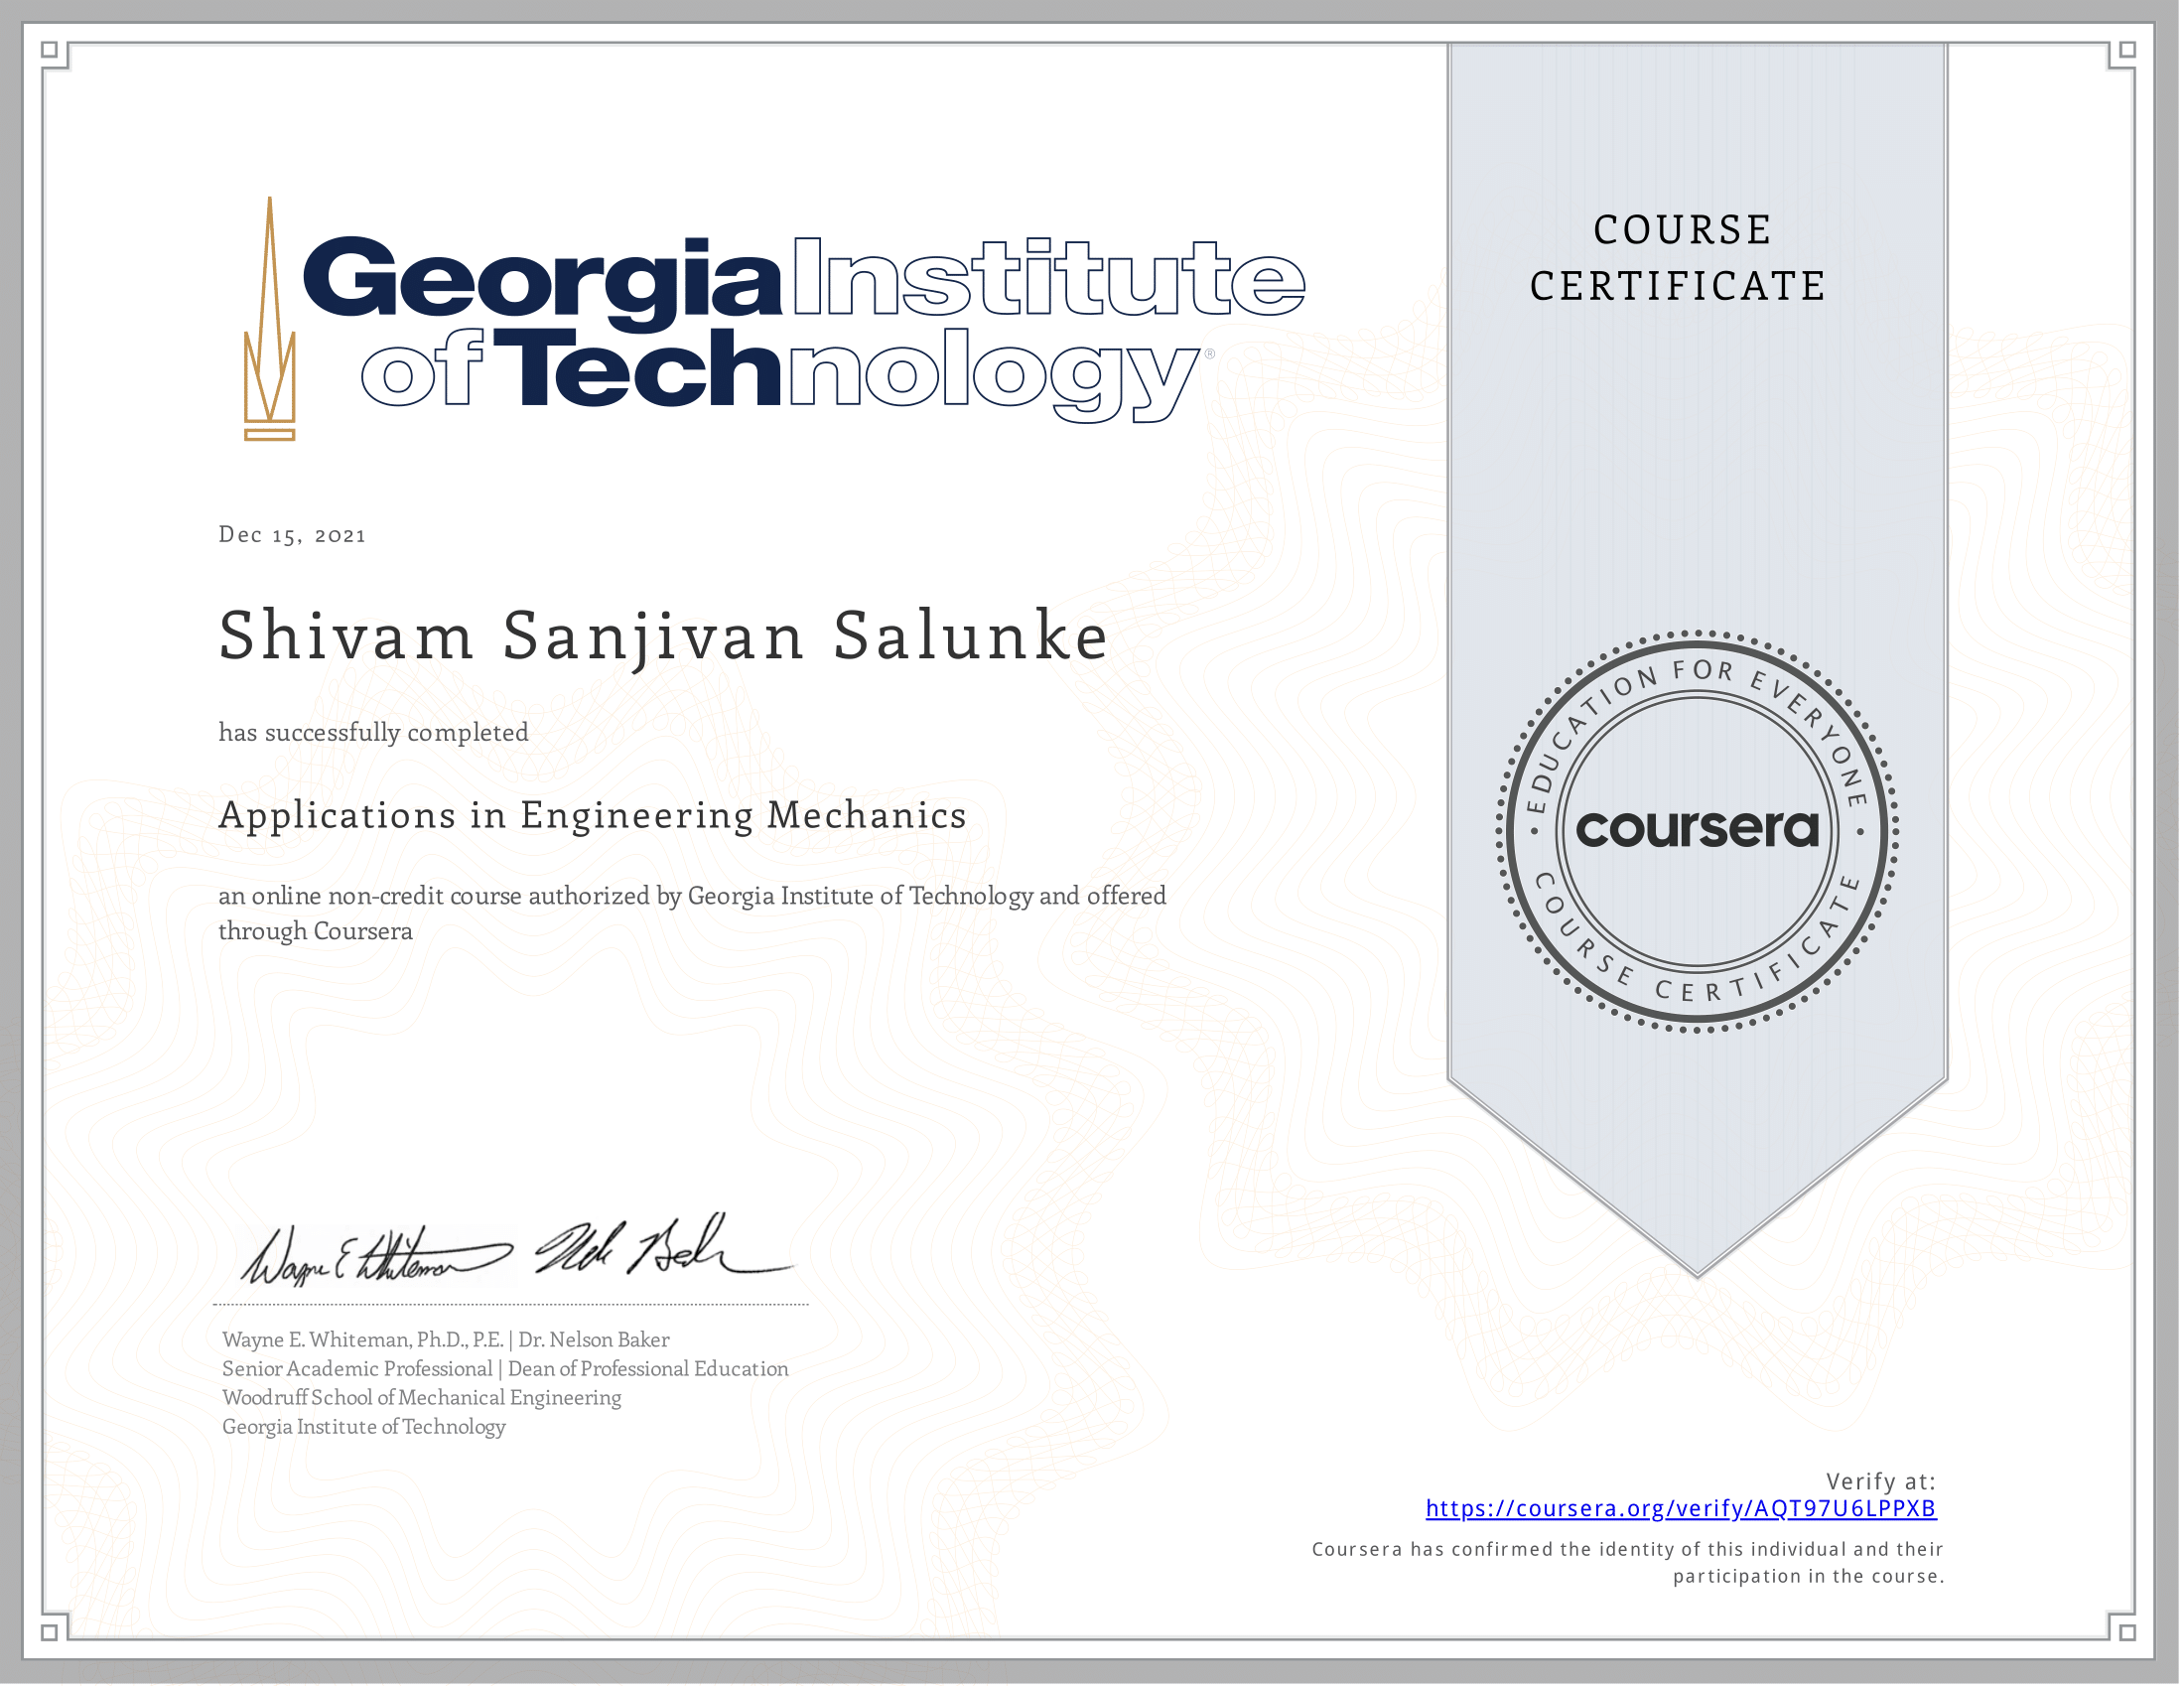 Georgia Institute
of Technology®
COURSE
CERTIFICATE
Dec 15, 2021
Shivam Sanjivan Salunke
has successfully completed
Applications in Engineering Mechanics
an online non-credit course authorized by Georgia Institute of Technology and offered
through Coursera
EDUCATION FOR EVERYONE
coursera
COURSE CERTIFICATE
Wayne E Whiteman
Wayne E. Whiteman, Ph.D., P.E. | Dr. Nelson Baker
Senior Academic Professional | Dean of Professional Education
Woodruff School of Mechanical Engineering
Georgia Institute of Technology
Verify at:
https://coursera.org/verify/AQT97U6LPPXB
Coursera has confirmed the identity of this individual and their
participation in the course.